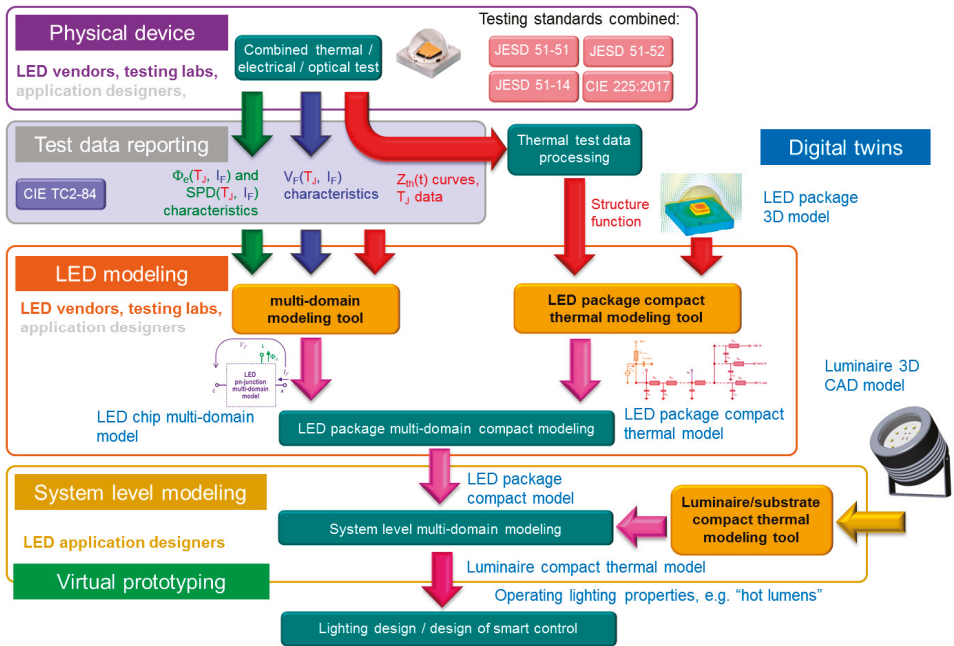 Physical device
LED vendors, testing labs,
application designers,
Combined thermal /
electrical / optical test
Testing standards combined:
JESD 51-51
JESD 51-52
JESD 51-14
CIE 225:2017
Test data reporting
CIE TC2-84
Φe(TJ, IF) and
SPD(TJ, IF)
characteristics
VF(TJ, IF)
characteristics
Zth(t) curves,
TJ data
Thermal test data
processing
Structure
function
Digital twins
LED package
3D model
LED modeling
LED vendors, testing labs,
application designers
multi-domain
modeling tool
LED package compact
thermal modeling tool
VF
Φe
IF
LED
pn-junction
multi-domain
model
C
A
LED chip multi-domain
model
LED package compact
thermal model
LED package multi-domain compact modeling
Luminaire 3D
CAD model
LED package
compact model
System level modeling
LED application designers
System level multi-domain modeling
Luminaire/substrate
compact thermal
modeling tool
Luminaire compact thermal model
Virtual prototyping
Operating lighting properties, e.g. “hot lumens”
Lighting design / design of smart control